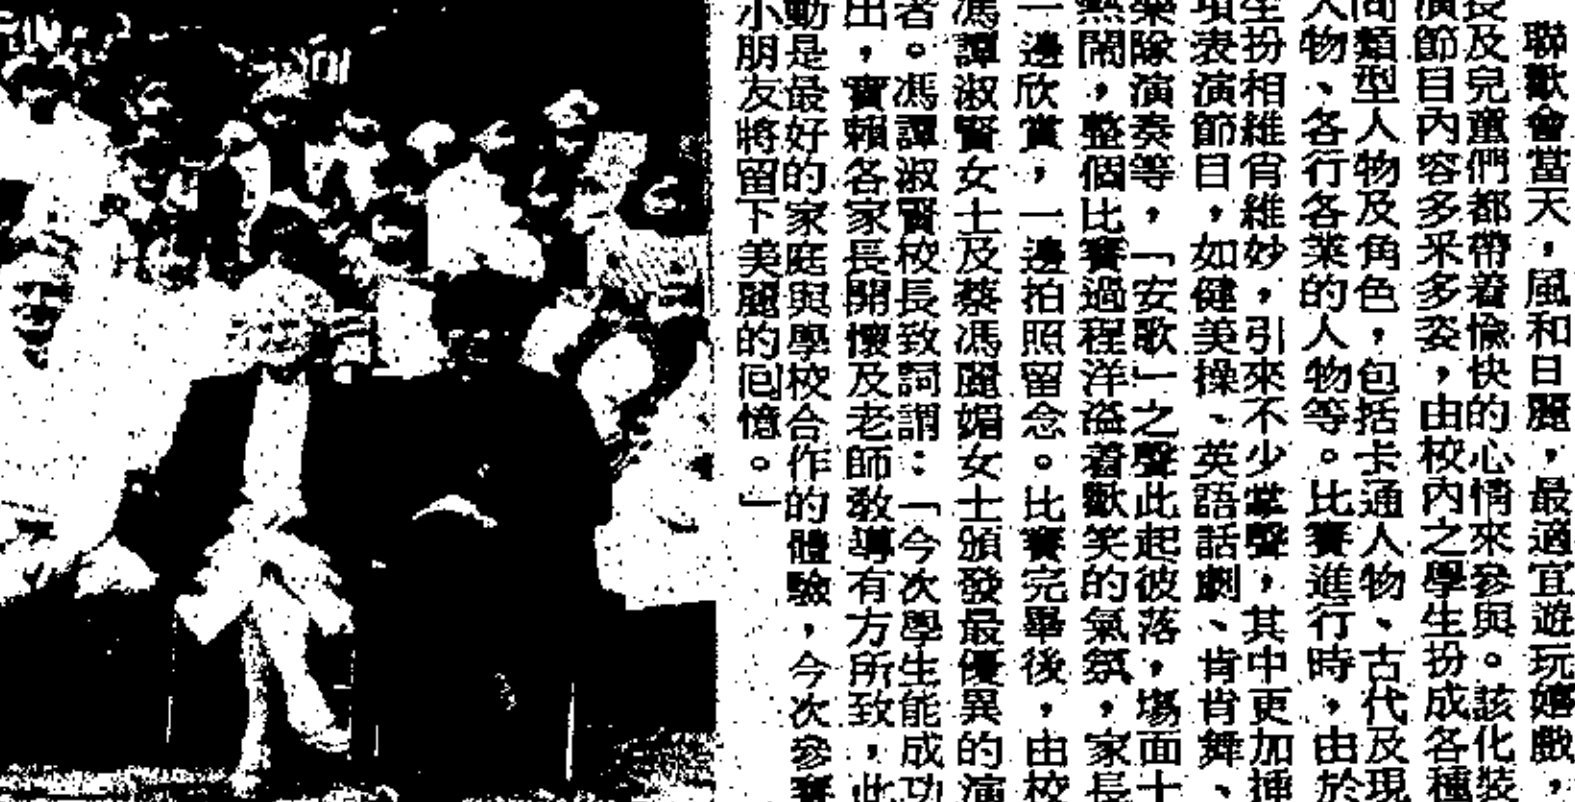 聯歡會當天，風和日麗，最適宜遊玩嬉戲，
長及兒童們都帶着愉快的心情來參與。該化裝
演節目內容多釆多姿，由校內之學生扮成各種
同類型人物及角色，包括卡通人物、古代及現
人物、各行各業的人物等。比賽進行時，由於
生扮相維肖維妙，引來不少掌聲，其中更加揷
項表演節目，如健美操、英語話劇、肯肯舞、
樂隊演奏等，「安歌」之聲此起彼落，場面十
熱鬧，整個比賽過程洋溢着歡笑的氣氛，家長
一邊欣賞，一邊拍照留念。比賽完畢後，由校
馮譚淑賢女士及蔡馮麗媚女士頒發最優異的演
者。馮譚淑賢校長致詞謂：「今次學生能成功
出，實賴各家長開懷及老師敎導有方所致，此
動是最好的家庭與學校合作的體驗，今次參賽
小朋友將留下美麗的回憶。」